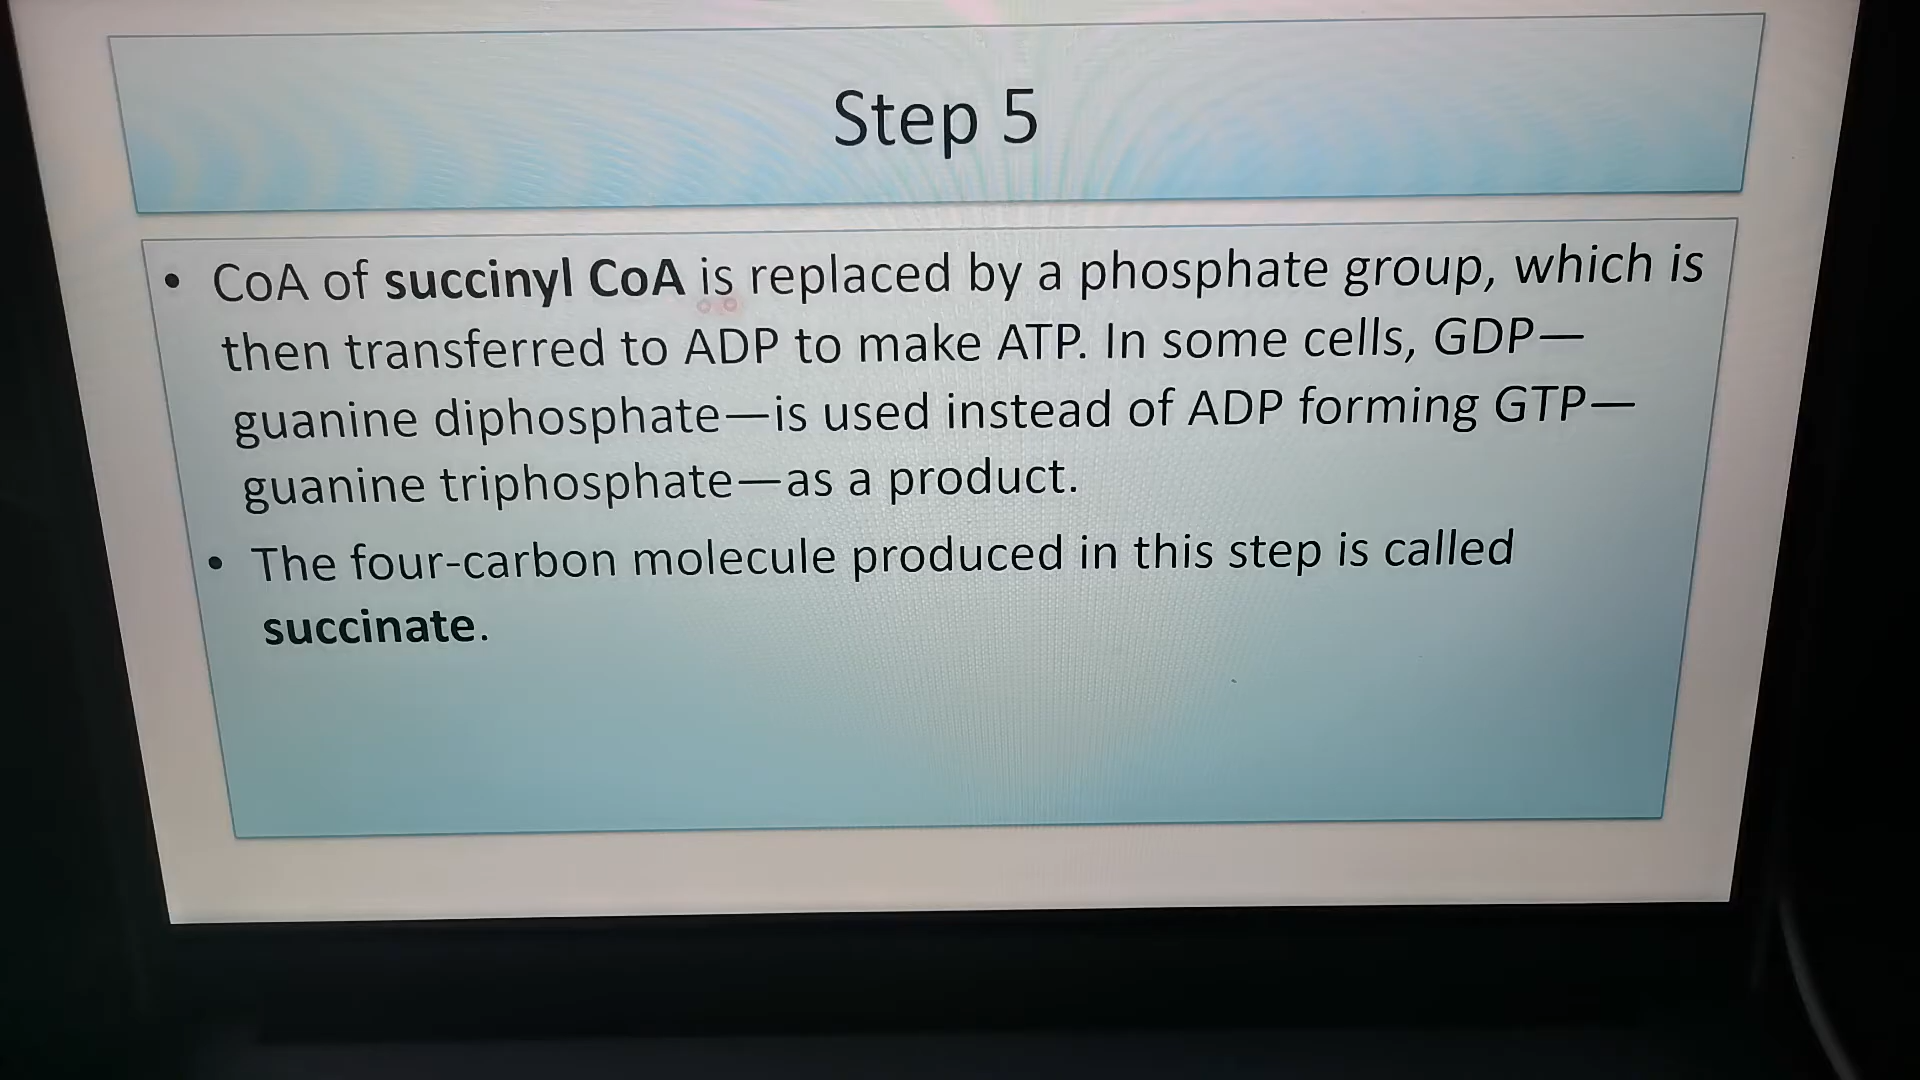 Step 5
• CoA of succinyl CoA is replaced by a phosphate group, which is
then transferred to ADP to make ATP. In some cells, GDP—
guanine diphosphate—is used instead of ADP forming GTP—
guanine triphosphate—as a product.
• The four-carbon molecule produced in this step is called
succinate.